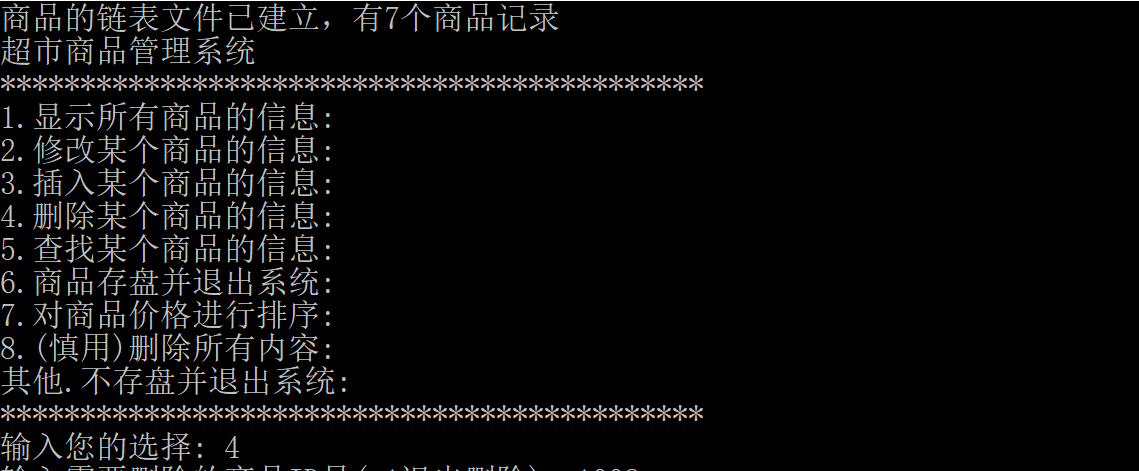 商品的链表文件已建立，有7个商品记录
超市商品管理系统
********************************************
1.显示所有商品的信息:
2.修改某个商品的信息:
3.插入某个商品的信息:
4.删除某个商品的信息:
5.查找某个商品的信息:
6.商品存盘并退出系统:
7.对商品价格进行排序:
8.(慎用)删除所有内容:
其他.不存盘并退出系统:
********************************************
输入您的选择: 4